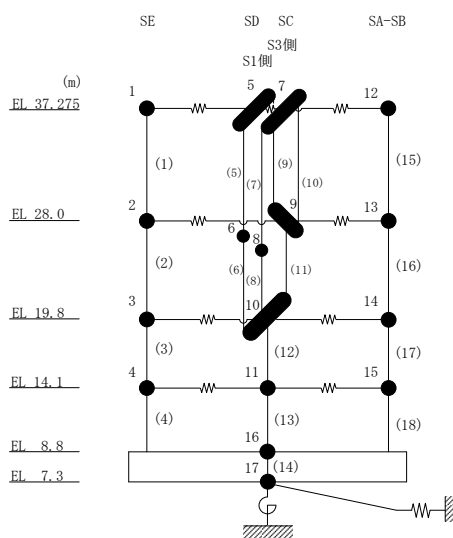 SE SD SC SA-SB
S3側
S1側
(m)
EL 37.275
1 5 7 12
(1) (5) (7) (9) (10) (15)
EL 28.0
2 9 13
6 8
(2) (6) (8) (11) (16)
EL 19.8
3 10 14
(3) (12) (17)
EL 14.1
4 11 15
(4) (13) (18)
EL 8.8
16
EL 7.3
17 (14)